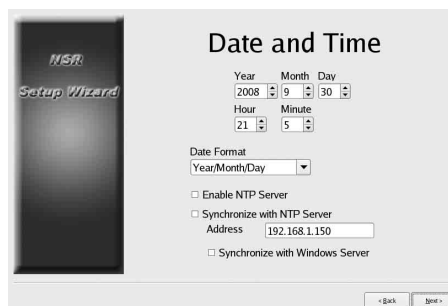 NSR
Setup Wizard
Date and Time
Year Month Day
2008 9 30
Hour Minute
21 5
Date Format
Year/Month/Day
Enable NTP Server
Synchronize with NTP Server
Address 192.168.1.150
Synchronize with Windows Server
< Back Next >